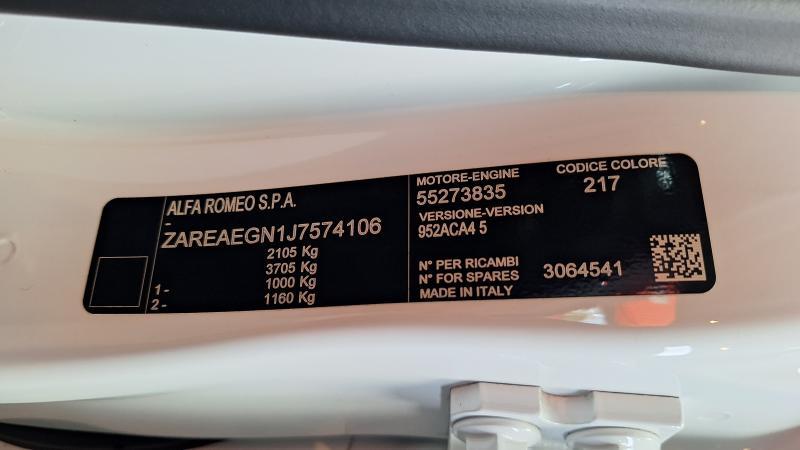 ALFA ROMEO S.P.A.
-
ZAREAEGN1J7574106
2105 Kg
3705 Kg
1- 1000 Kg
2- 1160 Kg
MOTORE-ENGINE
55273835
VERSIONE-VERSION
952ACA4 5
CODICE COLORE
217
N° PER RICAMBI
N° FOR SPARES 3064541
MADE IN ITALY